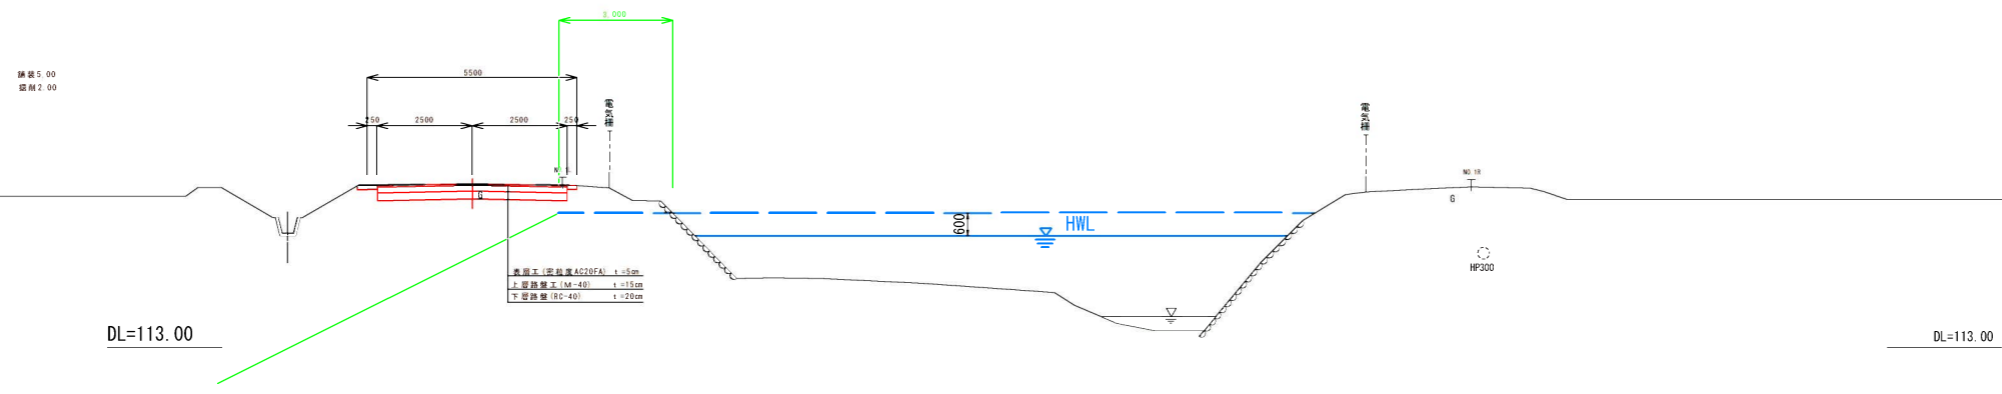 3.000
舗装5.00
掘削2.00
5500
250
2500
2500
250
電気柵
電気柵
NO.18
G
G
600
HWL
HP300
表層工(密粒度AC20FA) t=5cm
上層路盤工(M-40) t=15cm
下層路盤(RC-40) t=20cm
DL=113.00
DL=113.00